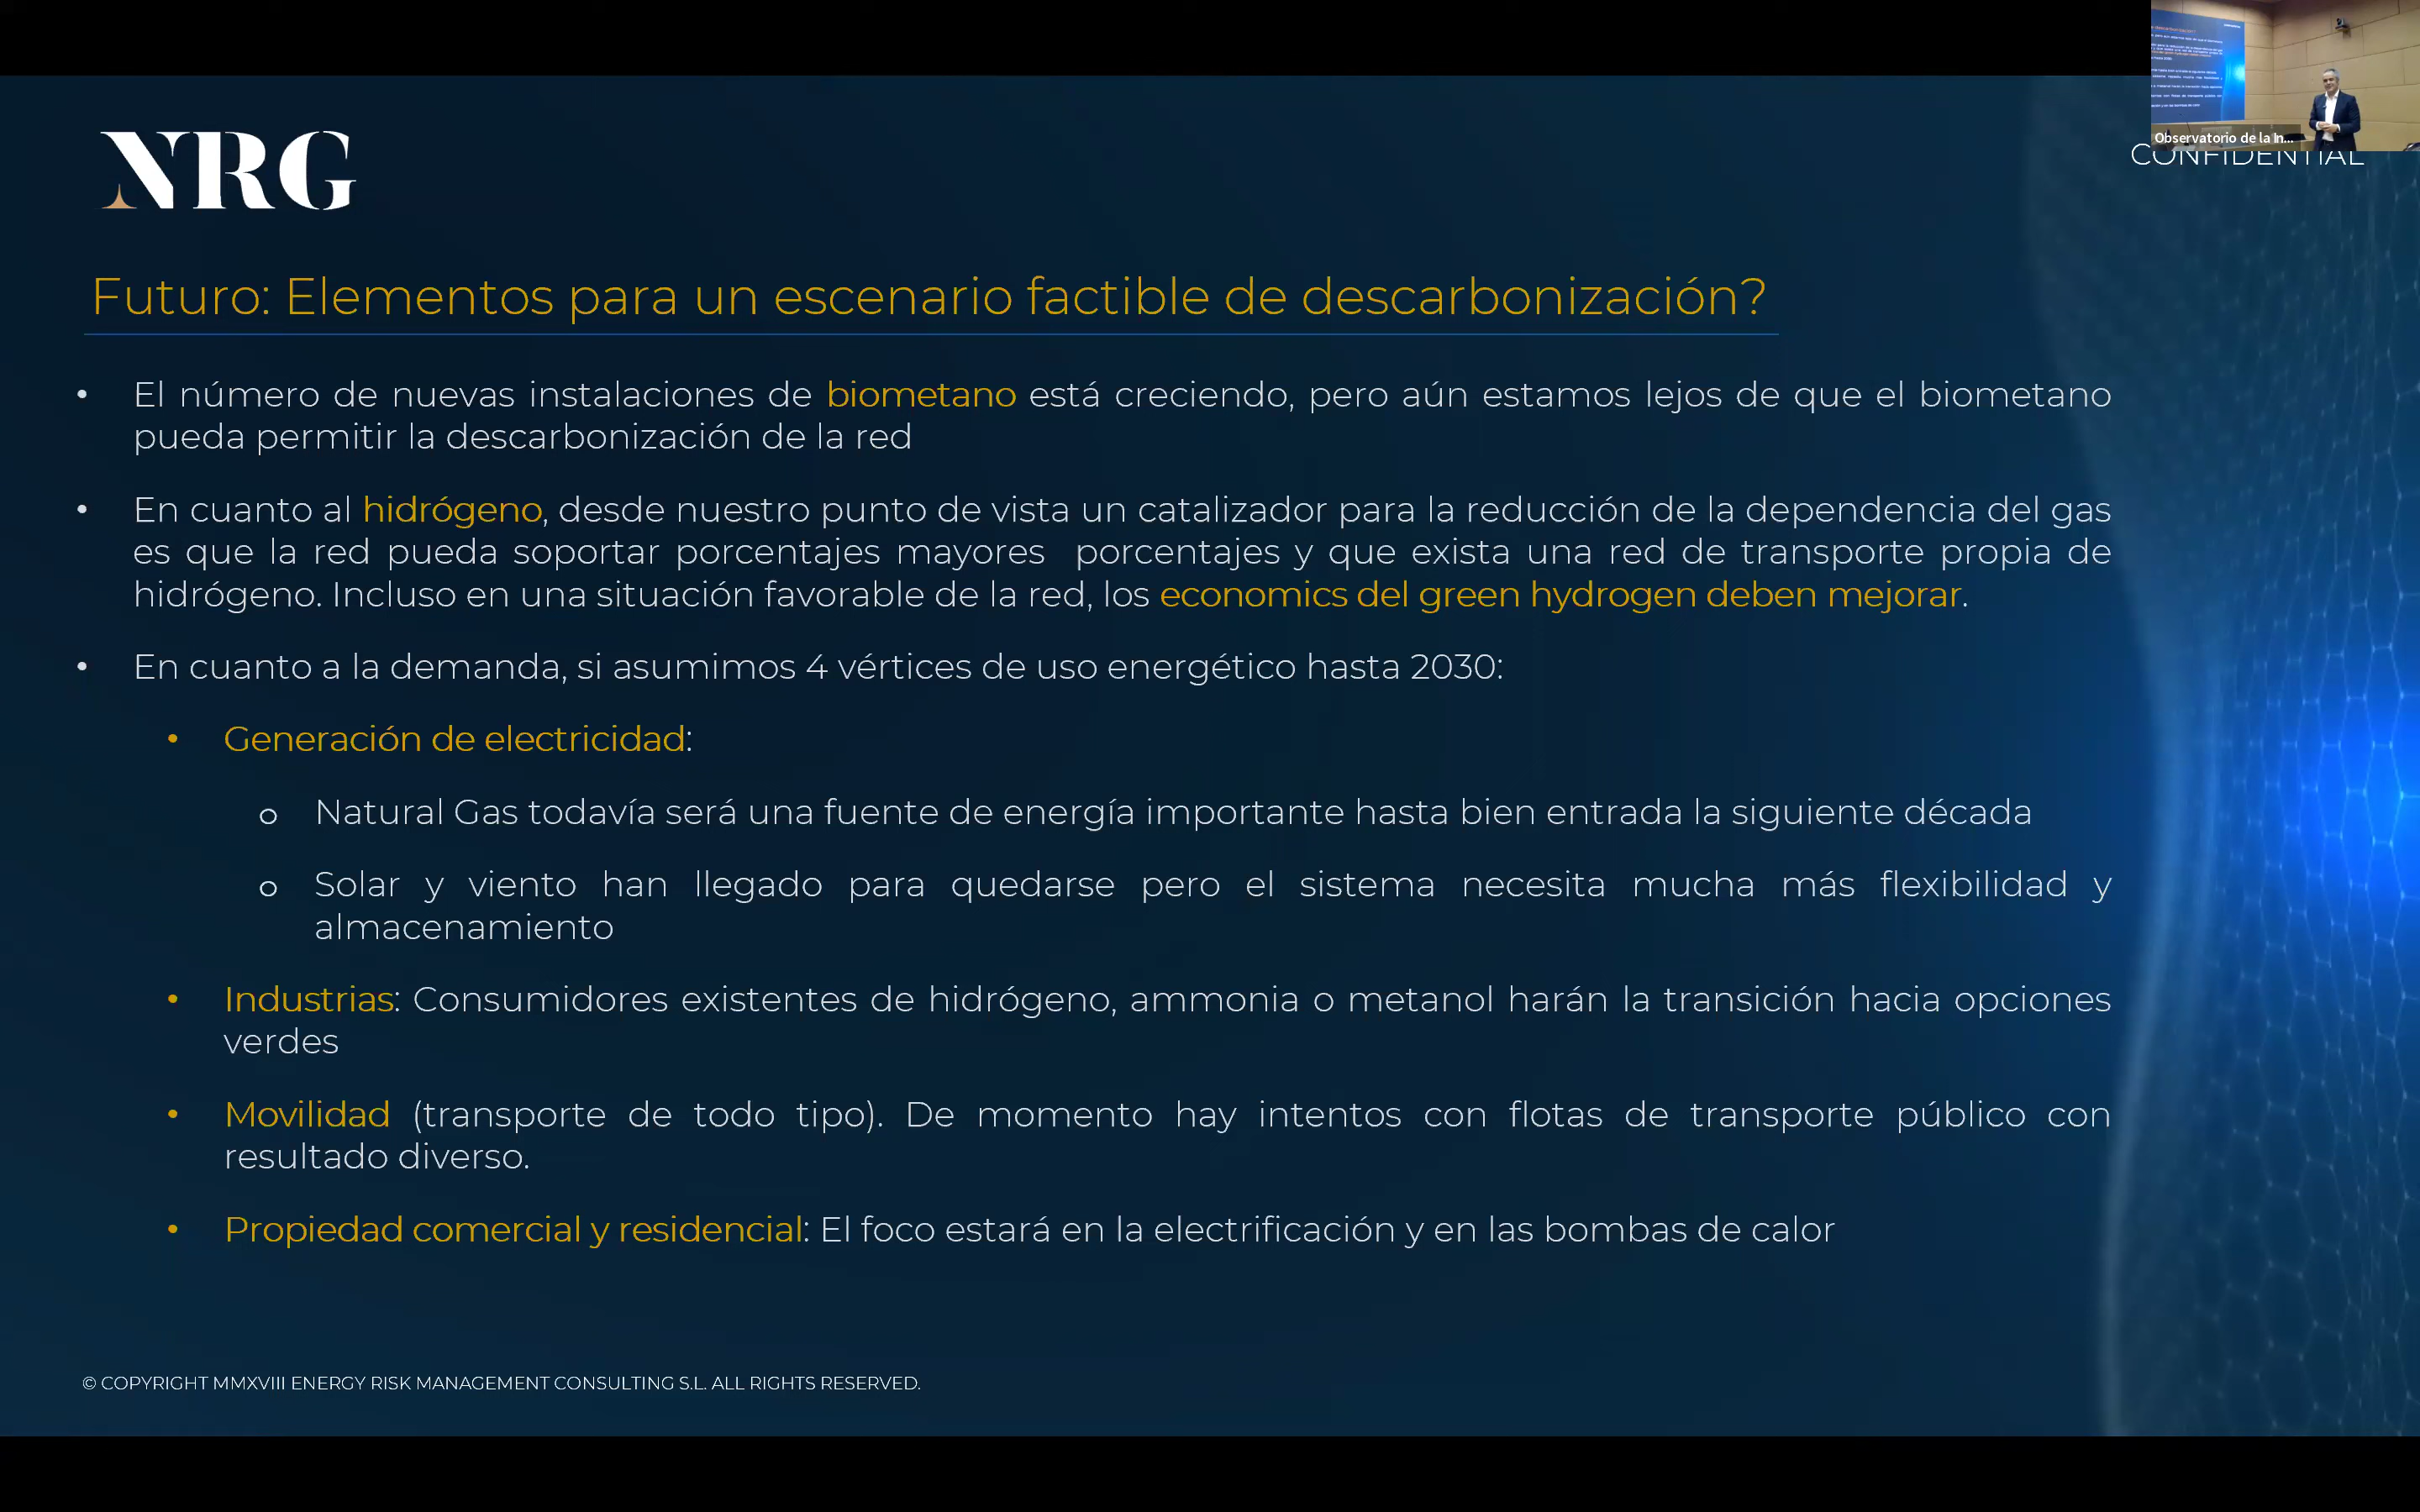 Observatorio de la In...
CONFIDENTIAL
NRG
Futuro: Elementos para un escenario factible de descarbonización?
• El número de nuevas instalaciones de biometano está creciendo, pero aún estamos lejos de que el biometano
pueda permitir la descarbonización de la red
• En cuanto al hidrógeno, desde nuestro punto de vista un catalizador para la reducción de la dependencia del gas
es que la red pueda soportar porcentajes mayores porcentajes y que exista una red de transporte propia de
hidrógeno. Incluso en una situación favorable de la red, los economics del green hydrogen deben mejorar.
• En cuanto a la demanda, si asumimos 4 vértices de uso energético hasta 2030:
• Generación de electricidad:
o Natural Gas todavía será una fuente de energía importante hasta bien entrada la siguiente década
o Solar y viento han llegado para quedarse pero el sistema necesita mucha más flexibilidad y
almacenamiento
• Industrias: Consumidores existentes de hidrógeno, ammonia o metanol harán la transición hacia opciones
verdes
• Movilidad (transporte de todo tipo). De momento hay intentos con flotas de transporte público con
resultado diverso.
• Propiedad comercial y residencial: El foco estará en la electrificación y en las bombas de calor
© COPYRIGHT MMXVIII ENERGY RISK MANAGEMENT CONSULTING S.L. ALL RIGHTS RESERVED.